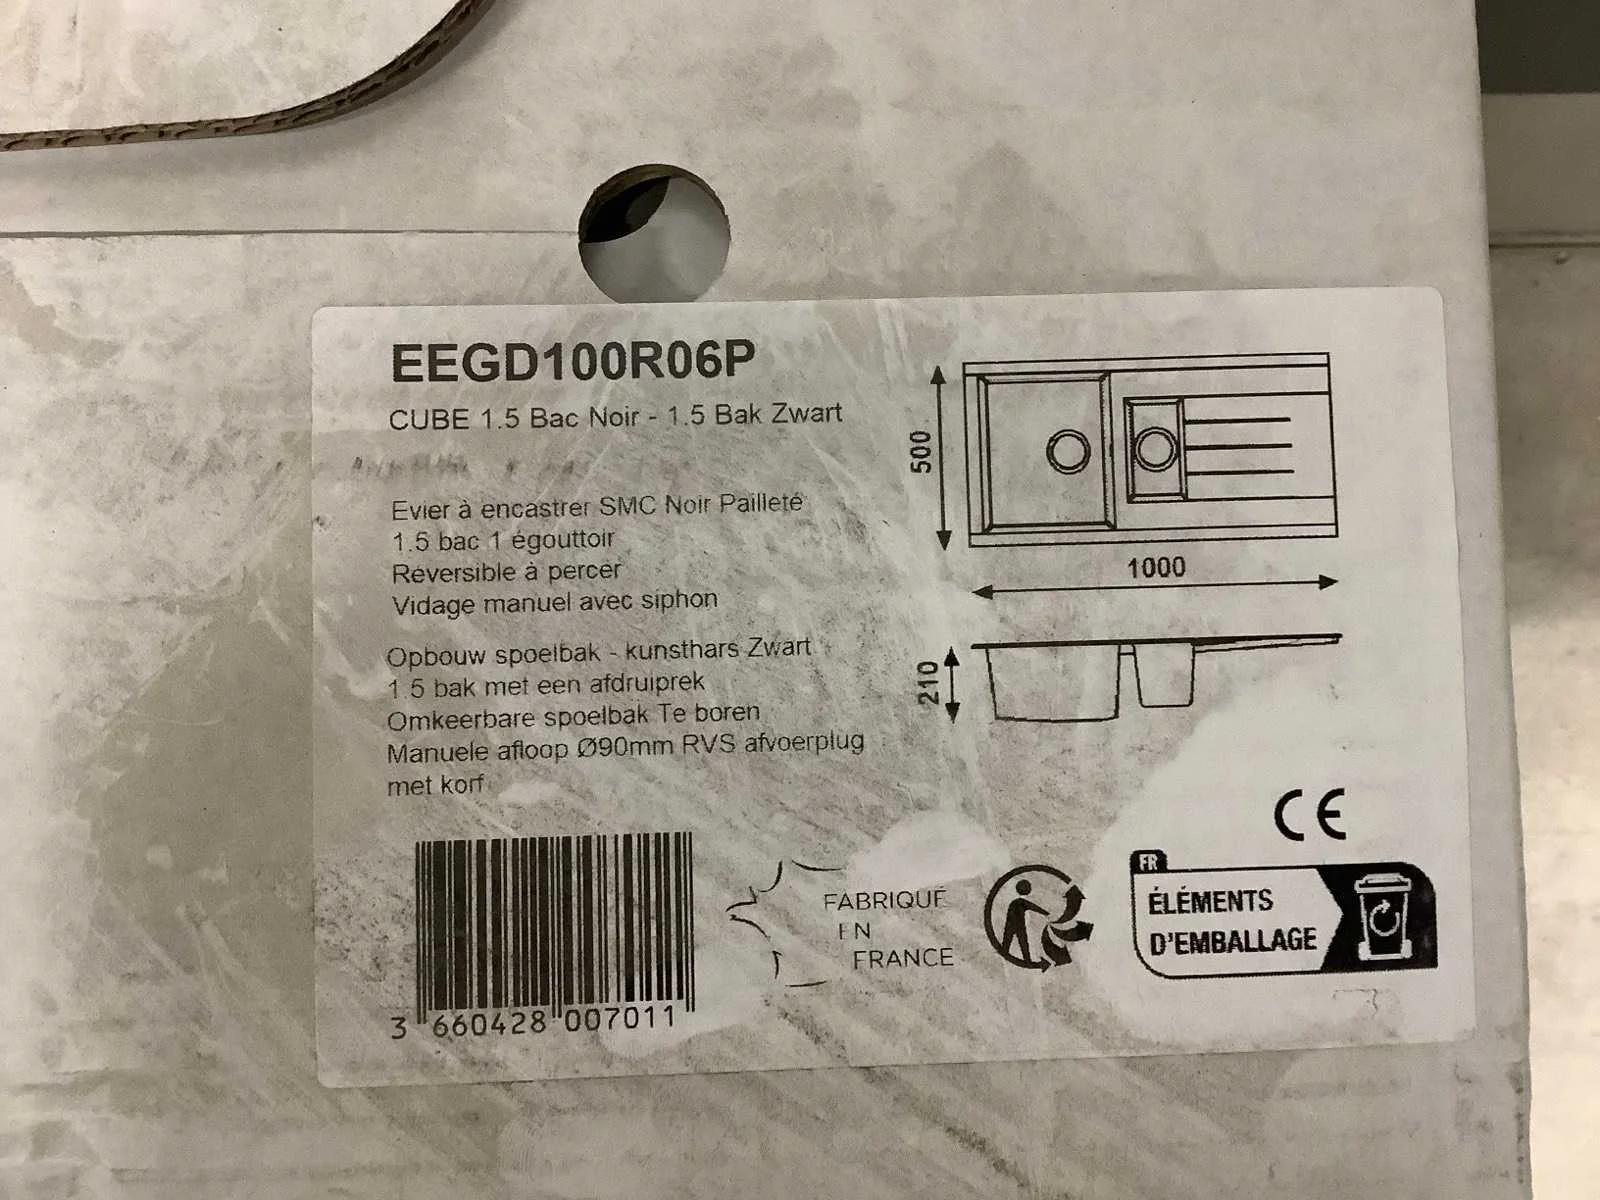 EEGD100R06P
CUBE 1.5 Bac Noir - 1.5 Bak Zwart
Evier à encastrer SMC Noir Pailleté
1.5 bac 1 égouttoir
Réversible à percer
Vidage manuel avec siphon
Opbouw spoelbak - kunsthars Zwart
1.5 bak met een afdruiprek
Omkeerbare spoelbak Te boren
Manuele afloop Ø90mm RVS afvoerplug
met korf
500
1000
210
CE
3 660428 007011
FABRIQUÉ
EN
FRANCE
FR
ÉLÉMENTS
D'EMBALLAGE